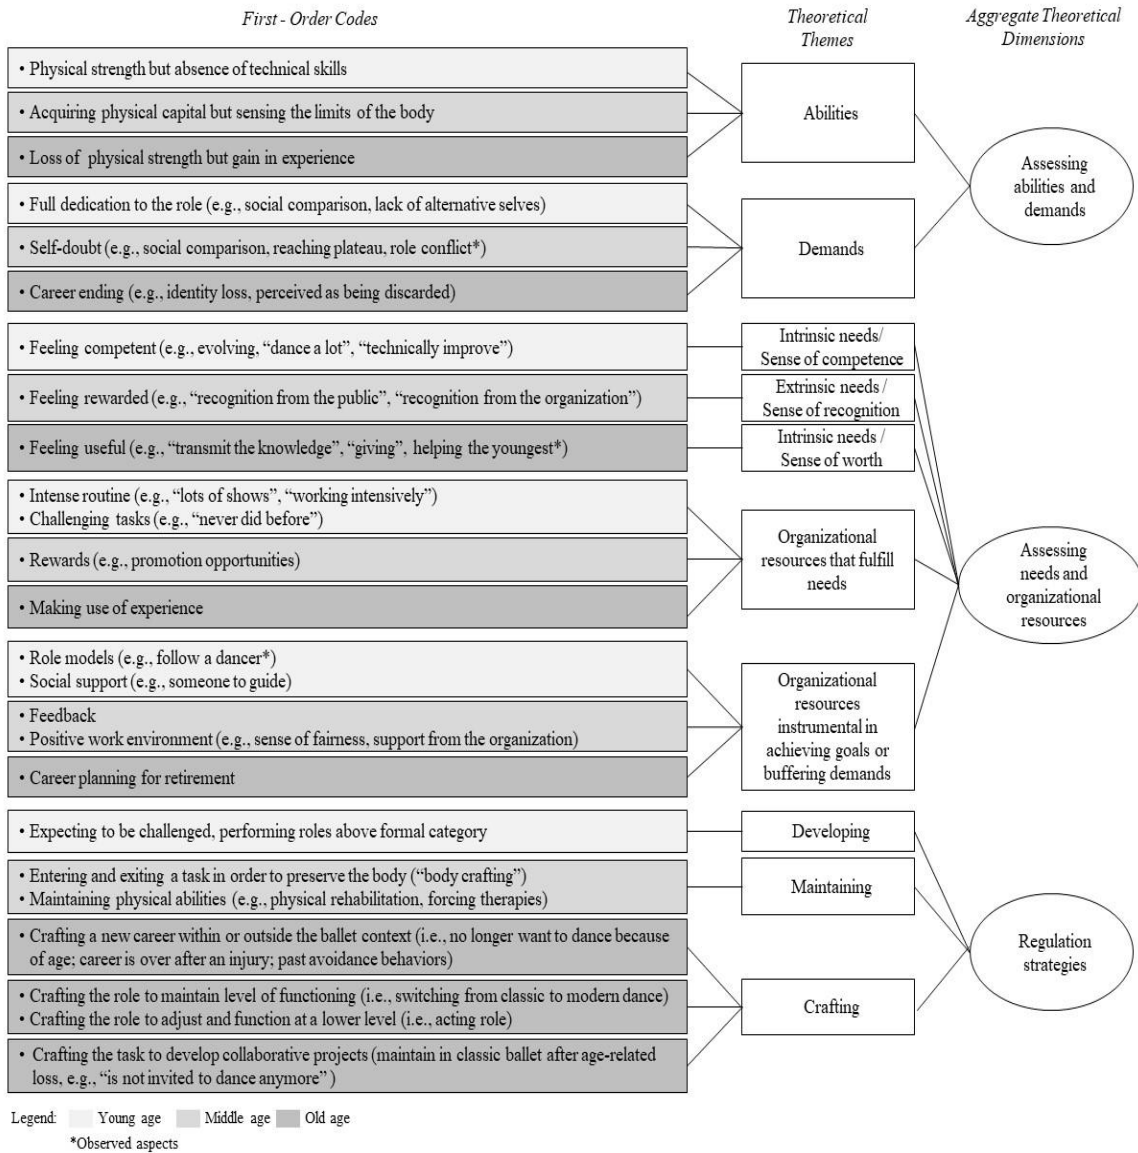 First - Order Codes
Theoretical
Themes
Aggregate Theoretical
Dimensions
• Physical strength but absence of technical skills
• Acquiring physical capital but sensing the limits of the body
• Loss of physical strength but gain in experience
Abilities
• Full dedication to the role (e.g., social comparison, lack of alternative selves)
• Self-doubt (e.g., social comparison, reaching plateau, role conflict*)
• Career ending (e.g., identity loss, perceived as being discarded)
Demands
Assessing
abilities and
demands
• Feeling competent (e.g., evolving, “dance a lot”, “technically improve”)
Intrinsic needs/
Sense of competence
• Feeling rewarded (e.g., “recognition from the public”, “recognition from the organization”)
Extrinsic needs /
Sense of recognition
• Feeling useful (e.g., “transmit the knowledge”, “giving”, helping the youngest*)
Intrinsic needs /
Sense of worth
• Intense routine (e.g., “lots of shows”, “working intensively”)
• Challenging tasks (e.g., “never did before”)
• Rewards (e.g., promotion opportunities)
• Making use of experience
Organizational
resources that fulfill
needs
• Role models (e.g., follow a dancer*)
• Social support (e.g., someone to guide)
• Feedback
• Positive work environment (e.g., sense of fairness, support from the organization)
• Career planning for retirement
Organizational
resources
instrumental in
achieving goals or
buffering demands
Assessing
needs and
organizational
resources
• Expecting to be challenged, performing roles above formal category
Developing
• Entering and exiting a task in order to preserve the body (“body crafting”)
• Maintaining physical abilities (e.g., physical rehabilitation, forcing therapies)
Maintaining
• Crafting a new career within or outside the ballet context (i.e., no longer want to dance because
of age; career is over after an injury; past avoidance behaviors)
• Crafting the role to maintain level of functioning (i.e., switching from classic to modern dance)
• Crafting the role to adjust and function at a lower level (i.e., acting role)
• Crafting the task to develop collaborative projects (maintain in classic ballet after age-related
loss, e.g., “is not invited to dance anymore” )
Crafting
Regulation
strategies
Legend: Young age Middle age Old age
*Observed aspects